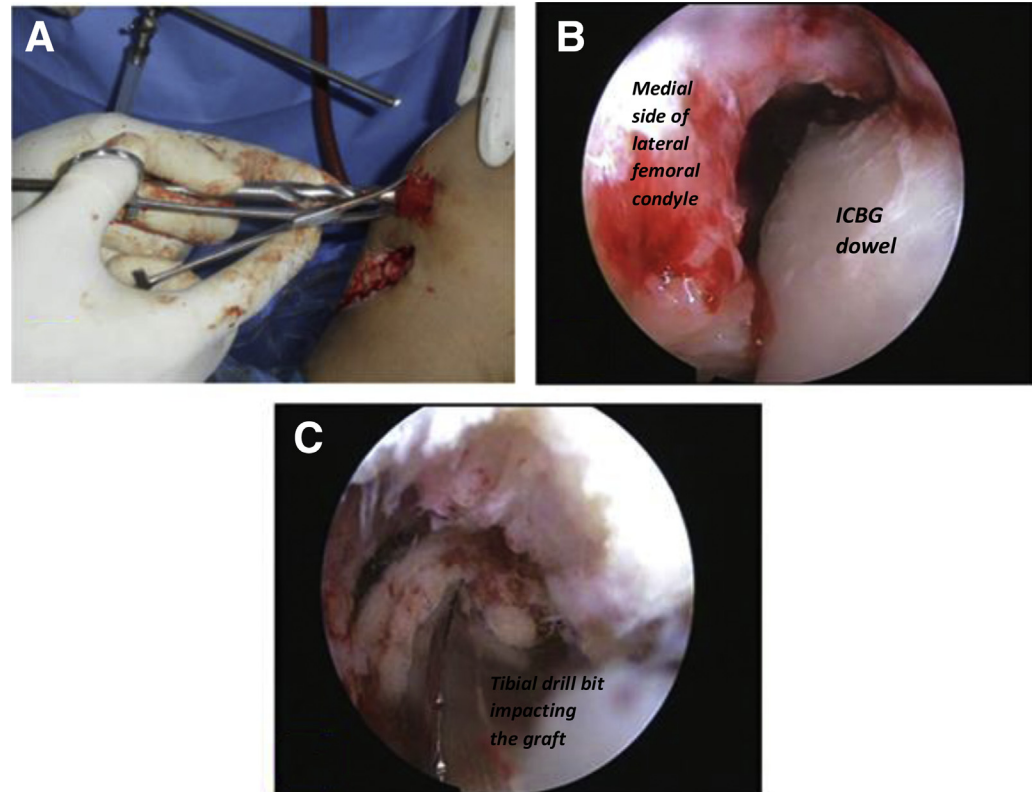 A
B
Medial
side of
lateral
femoral
condyle
ICBG
dowel
C
Tibial drill bit
impacting
the graft